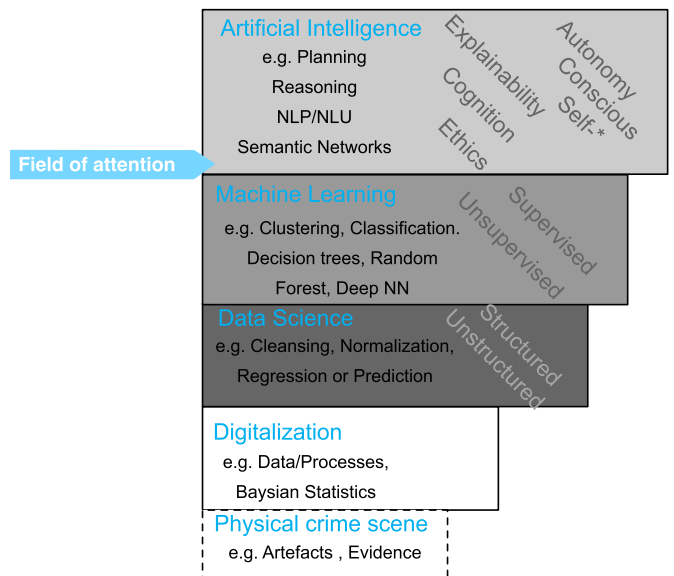 Artificial Intelligence
e.g. Planning
Reasoning
NLP/NLU
Semantic Networks
Explainability
Cognition
Ethics
Autonomy
Conscious
Self-*
Field of attention
Machine Learning
e.g. Clustering, Classification.
Decision trees, Random
Forest, Deep NN
Supervised
Unsupervised
Data Science
e.g. Cleansing, Normalization,
Regression or Prediction
Structured
Unstructured
Digitalization
e.g. Data/Processes,
Baysian Statistics
Physical crime scene
e.g. Artefacts , Evidence